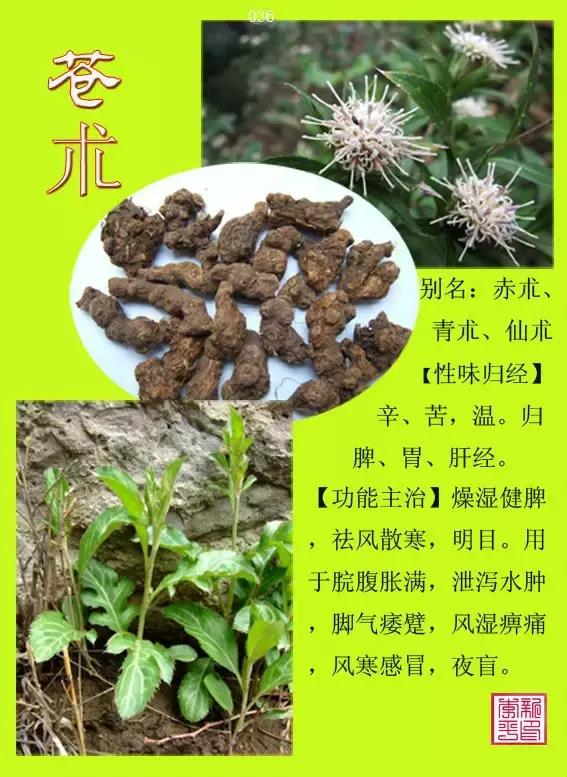 036
苍
术
别名：赤朮、
青朮、仙朮
【性味归经】
辛、苦，温。归
脾、胃、肝经。
【功能主治】燥湿健脾
，祛风散寒，明目。用
于脘腹胀满，泄泻水肿
，脚气痿躄，风湿痹痛
，风寒感冒，夜盲。